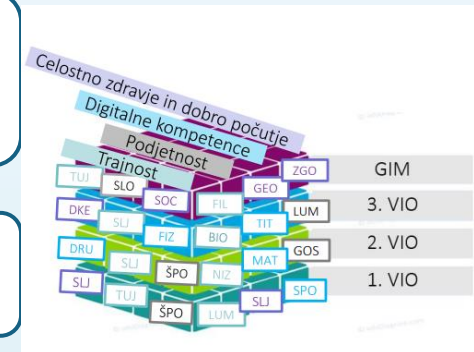 Celostno zdravje in dobro počutje
Digitalne kompetence
Podjetnost
Trajnost
TUJ
SLO
SOC
FIL
GEO
ZGO
GIM
DKE
SLJ
FIZ
BIO
TIT
LUM
3. VIO
DRU
SLJ
ŠPO
NIZ
MAT
GOS
2. VIO
SLJ
TUJ
ŠPO
LUM
SLJ
SPO
1. VIO